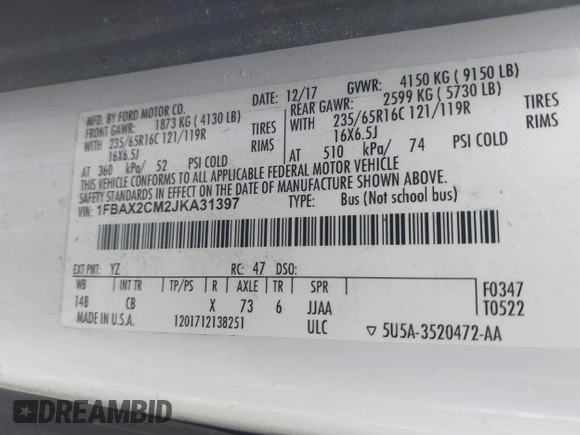 MFD. BY FORD MOTOR CO.
DATE: 12/17
GVWR: 4150 KG ( 9150 LB)
FRONT GAWR: 1873 KG ( 4130 LB)
REAR GAWR: 2599 KG ( 5730 LB)
WITH 235/65R16C 121/119R TIRES
WITH 235/65R16C 121/119R TIRES
16X6.5J RIMS
16X6.5J RIMS
AT 360 kPa/ 52 PSI COLD
AT 510 kPa/ 74 PSI COLD
THIS VEHICLE CONFORMS TO ALL APPLICABLE FEDERAL MOTOR VEHICLE
SAFETY STANDARDS IN EFFECT ON THE DATE OF MANUFACTURE SHOWN ABOVE.
VIN: 1FBAX2CM2JKA31397
TYPE: Bus (Not school bus)
EXT PNT: YZ RC: 47 DSO:
WB INT TR TP/PS R AXLE TR SPR
148 CB X 73 6 JJAA
F0347
T0522
MADE IN U.S.A. 1201712138251 ULC
▽ 5U5A-3520472-AA
DREAMBID